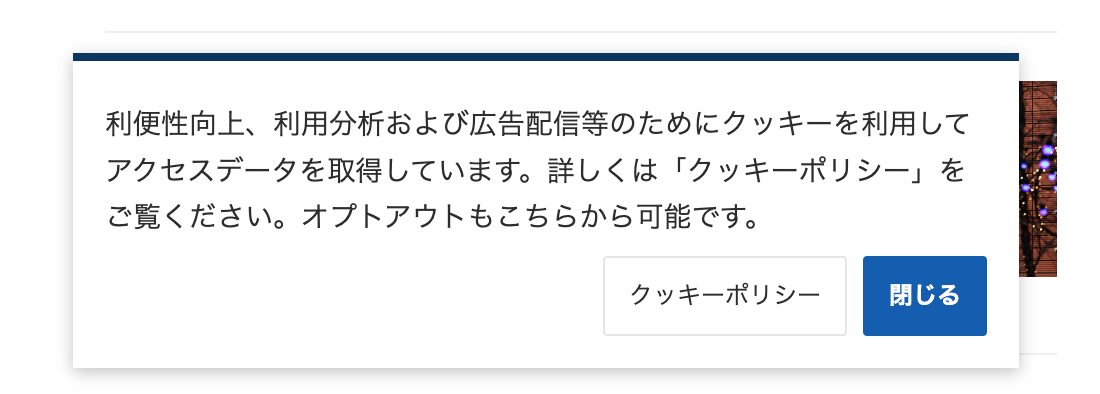 利便性向上、利用分析および広告配信等のためにクッキーを利用して
アクセスデータを取得しています。詳しくは「クッキーポリシー」を
ご覧ください。オプトアウトもこちらから可能です。
クッキーポリシー
閉じる